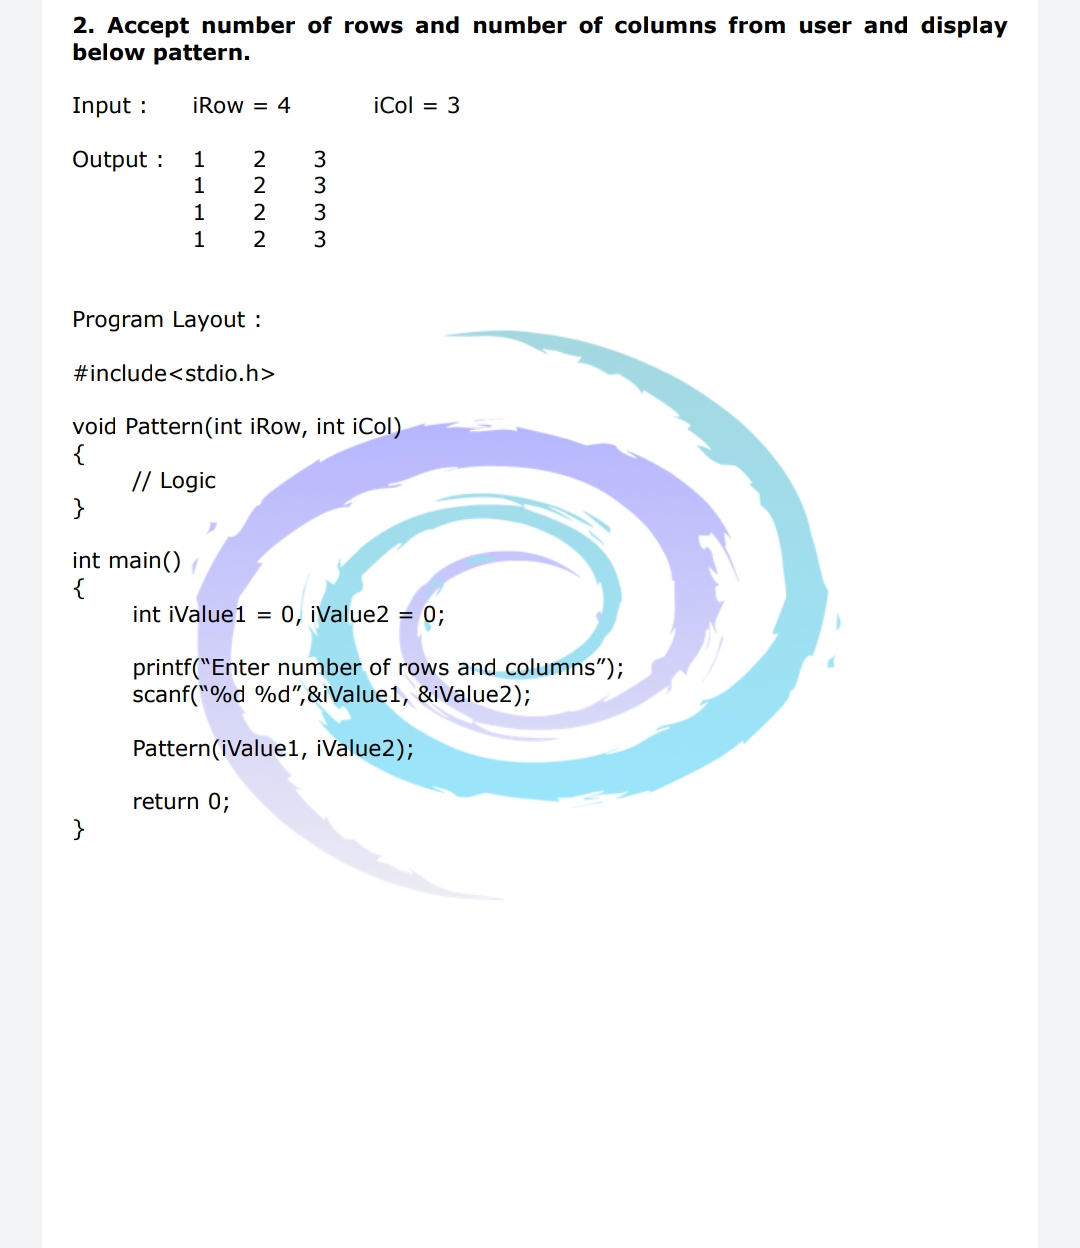 2. Accept number of rows and number of columns from user and display
below pattern.
Input : iRow = 4 iCol = 3
Output : 1 2 3
1 2 3
1 2 3
1 2 3
Program Layout :
#include<stdio.h>
void Pattern(int iRow, int iCol)
{
// Logic
}
int main()
{
int iValue1 = 0, iValue2 = 0;
printf(“Enter number of rows and columns”);
scanf(“%d %d”,&iValue1, &iValue2);
Pattern(iValue1, iValue2);
return 0;
}